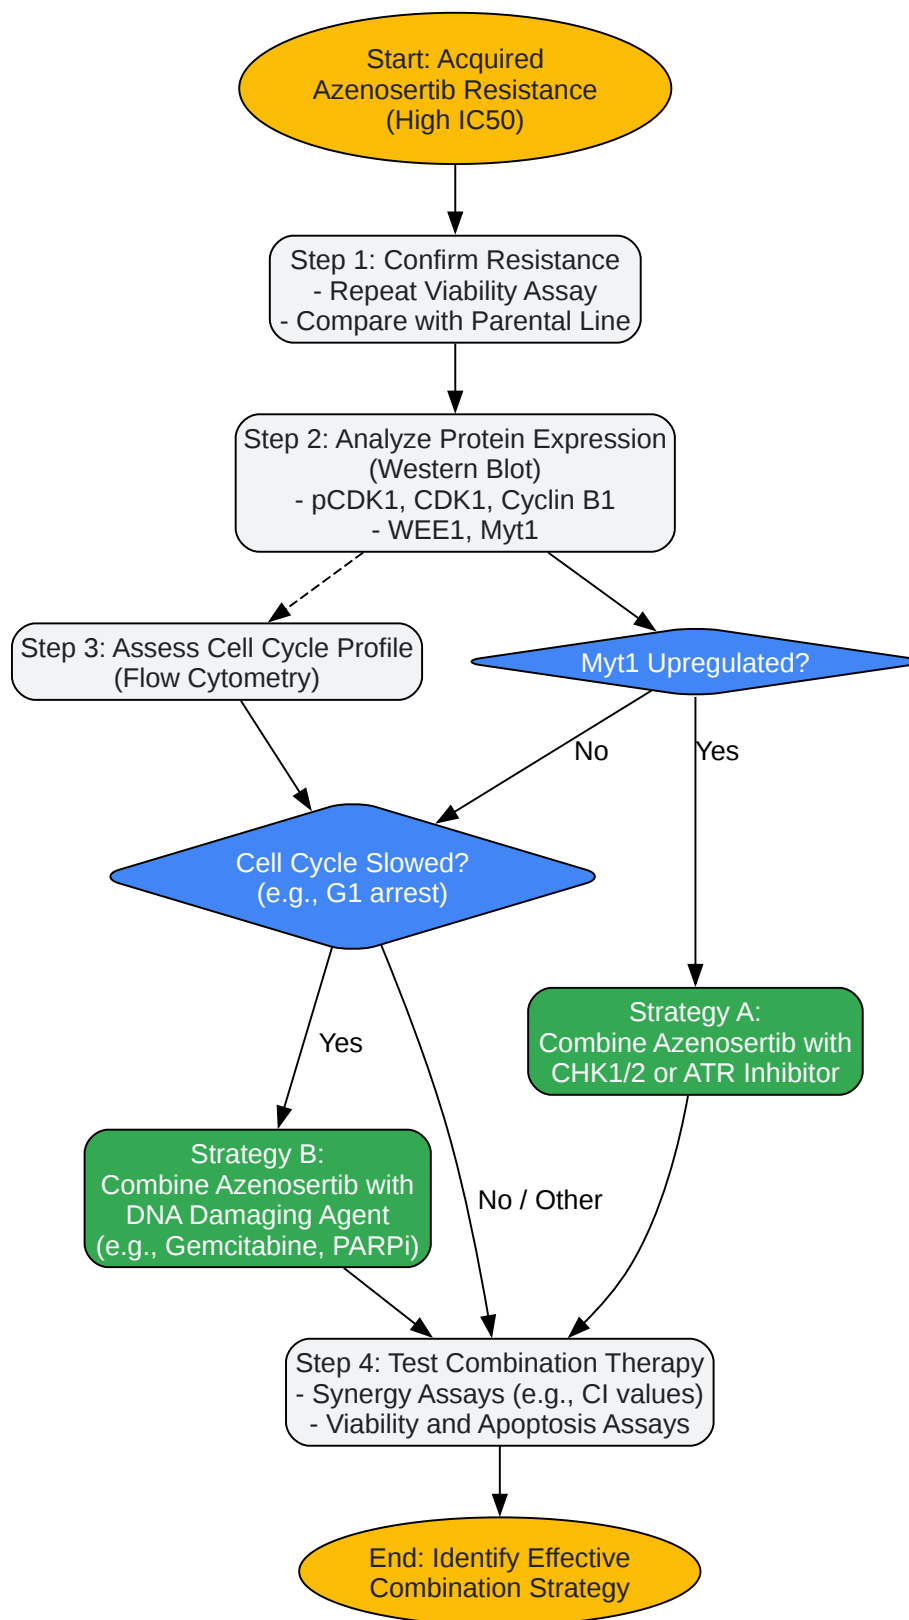 Start: Acquired
Azenosertib Resistance
(High IC50)
Step 1: Confirm Resistance
- Repeat Viability Assay
- Compare with Parental Line
Step 2: Analyze Protein Expression
(Western Blot)
- pCDK1, CDK1, Cyclin B1
- WEE1, Myt1
Step 3: Assess Cell Cycle Profile
(Flow Cytometry)
Myt1 Upregulated?
No
Yes
Cell Cycle Slowed?
(e.g., G1 arrest)
Strategy A:
Combine Azenosertib with
CHK1/2 or ATR Inhibitor
Yes
Strategy B:
Combine Azenosertib with
DNA Damaging Agent
(e.g., Gemcitabine, PARPi)
No / Other
Step 4: Test Combination Therapy
- Synergy Assays (e.g., CI values)
- Viability and Apoptosis Assays
End: Identify Effective
Combination Strategy